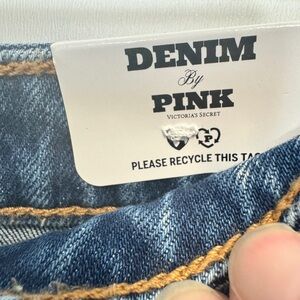 DENIM
By
PINK
VICTORIA'S SECRET
P
PLEASE RECYCLE THIS TAG